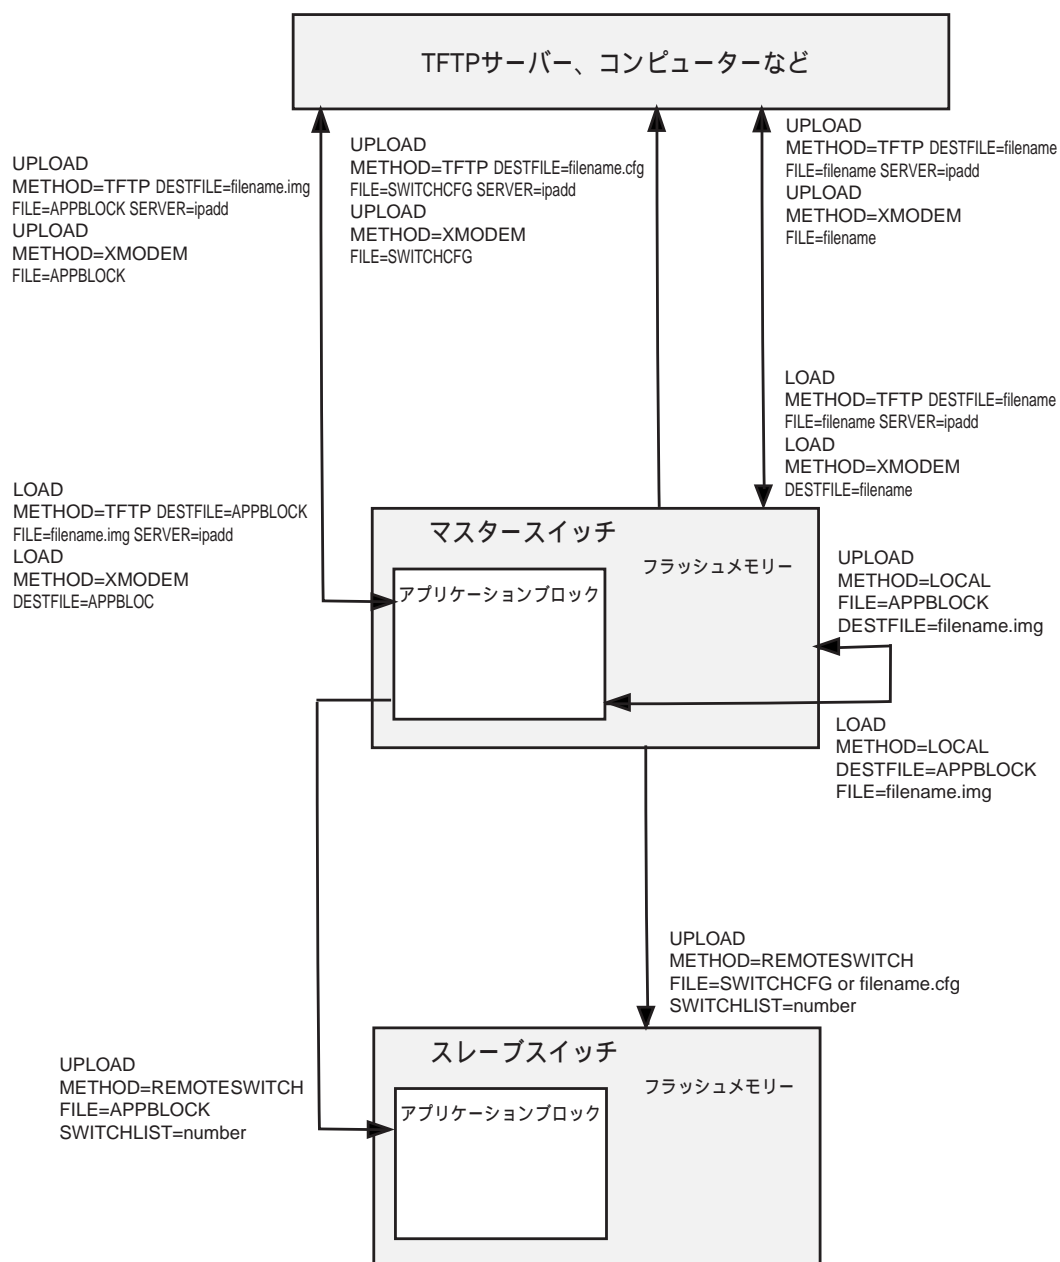 TFTPサーバー、コンピューターなど
UPLOAD
METHOD=TFTP DESTFILE=filename.img
FILE=APPBLOCK SERVER=ipadd
UPLOAD
METHOD=XMODEM
FILE=APPBLOCK
UPLOAD
METHOD=TFTP DESTFILE=filename.cfg
FILE=SWITCHCFG SERVER=ipadd
UPLOAD
METHOD=XMODEM
FILE=SWITCHCFG
UPLOAD
METHOD=TFTP DESTFILE=filename
FILE=filename SERVER=ipadd
UPLOAD
METHOD=XMODEM
FILE=filename
LOAD
METHOD=TFTP DESTFILE=filename
FILE=filename SERVER=ipadd
LOAD
METHOD=XMODEM
DESTFILE=filename
LOAD
METHOD=TFTP DESTFILE=APPBLOCK
FILE=filename.img SERVER=ipadd
LOAD
METHOD=XMODEM
DESTFILE=APPBLOC
マスタースイッチ
フラッシュメモリー
アプリケーションブロック
UPLOAD
METHOD=LOCAL
FILE=APPBLOCK
DESTFILE=filename.img
LOAD
METHOD=LOCAL
DESTFILE=APPBLOCK
FILE=filename.img
UPLOAD
METHOD=REMOTESWITCH
FILE=SWITCHCFG or filename.cfg
SWITCHLIST=number
UPLOAD
METHOD=REMOTESWITCH
FILE=APPBLOCK
SWITCHLIST=number
スレーブスイッチ
フラッシュメモリー
アプリケーションブロック